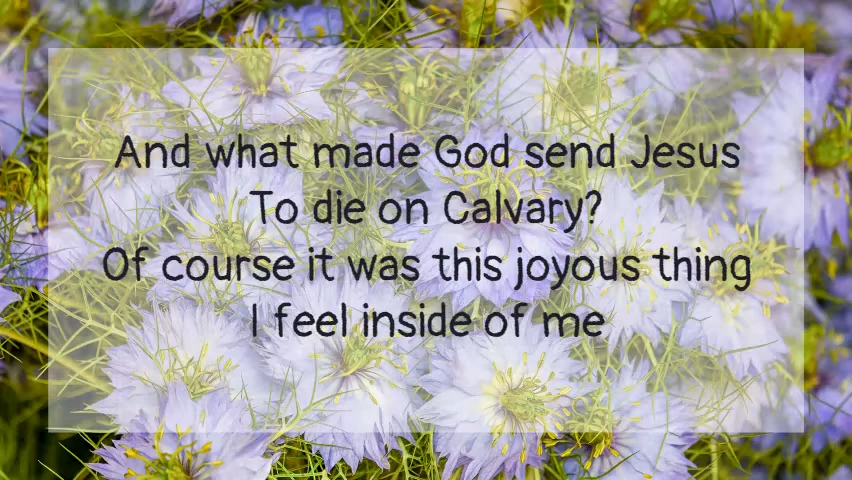 And what made God send Jesus
To die on Calvary?
Of course it was this joyous thing
I feel inside of me